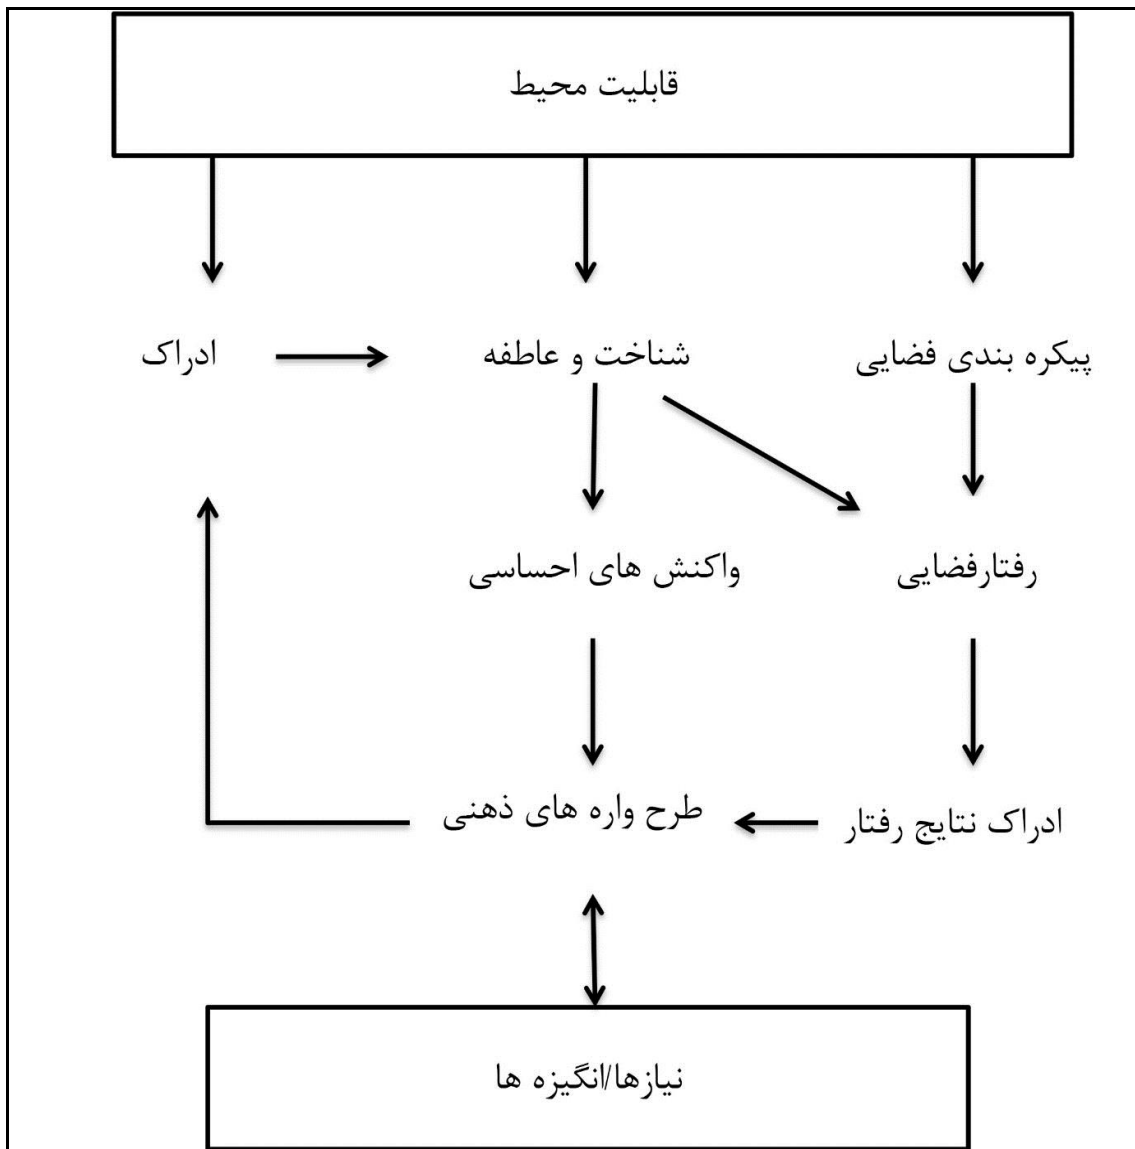 قابلیت محیط
پیکره بندی فضایی
شناخت و عاطفه
ادراک
رفتارفضایی
واکنش های احساسی
ادراک نتایج رفتار
طرح واره های ذهنی
نیازها/انگیزه ها